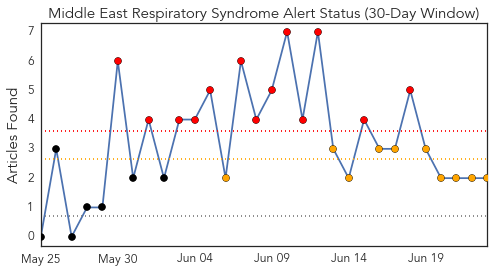 Middle East Respiratory Syndrome Alert Status (30-Day Window)
Articles Found
7
6
5
4
3
2
1
0
May 25 May 30 Jun 04 Jun 09 Jun 14 Jun 19